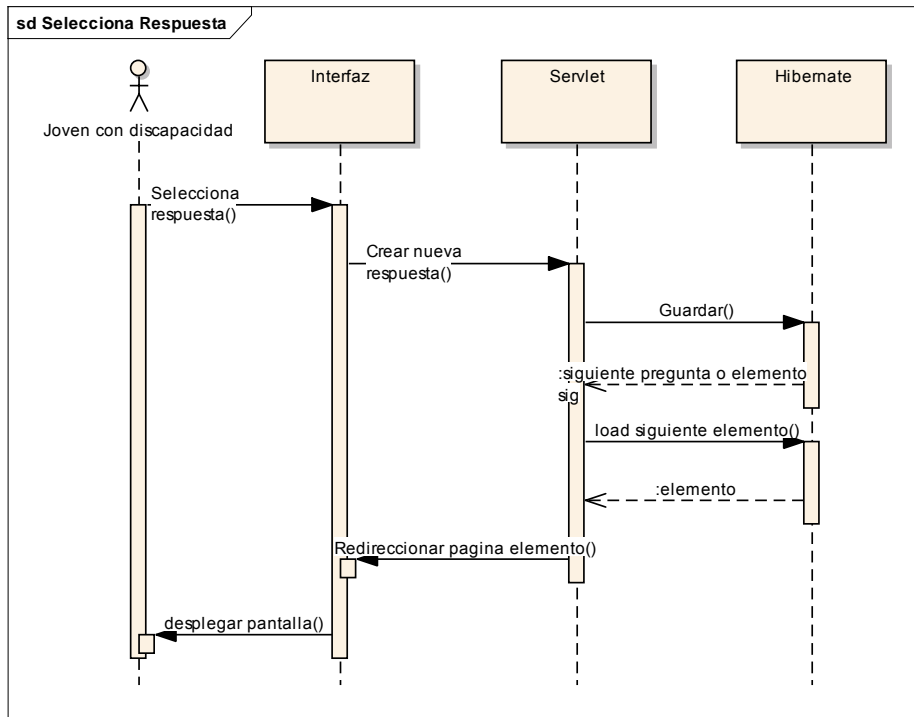 sd Selecciona Respuesta
Joven con discapacidad
Interfaz
Servlet
Hibernate
Selecciona
respuesta()
Crear nueva
respuesta()
Guardar()
:siguiente pregunta o elemento
sig
load siguiente elemento()
:elemento
Redireccionar pagina elemento()
desplegar pantalla()